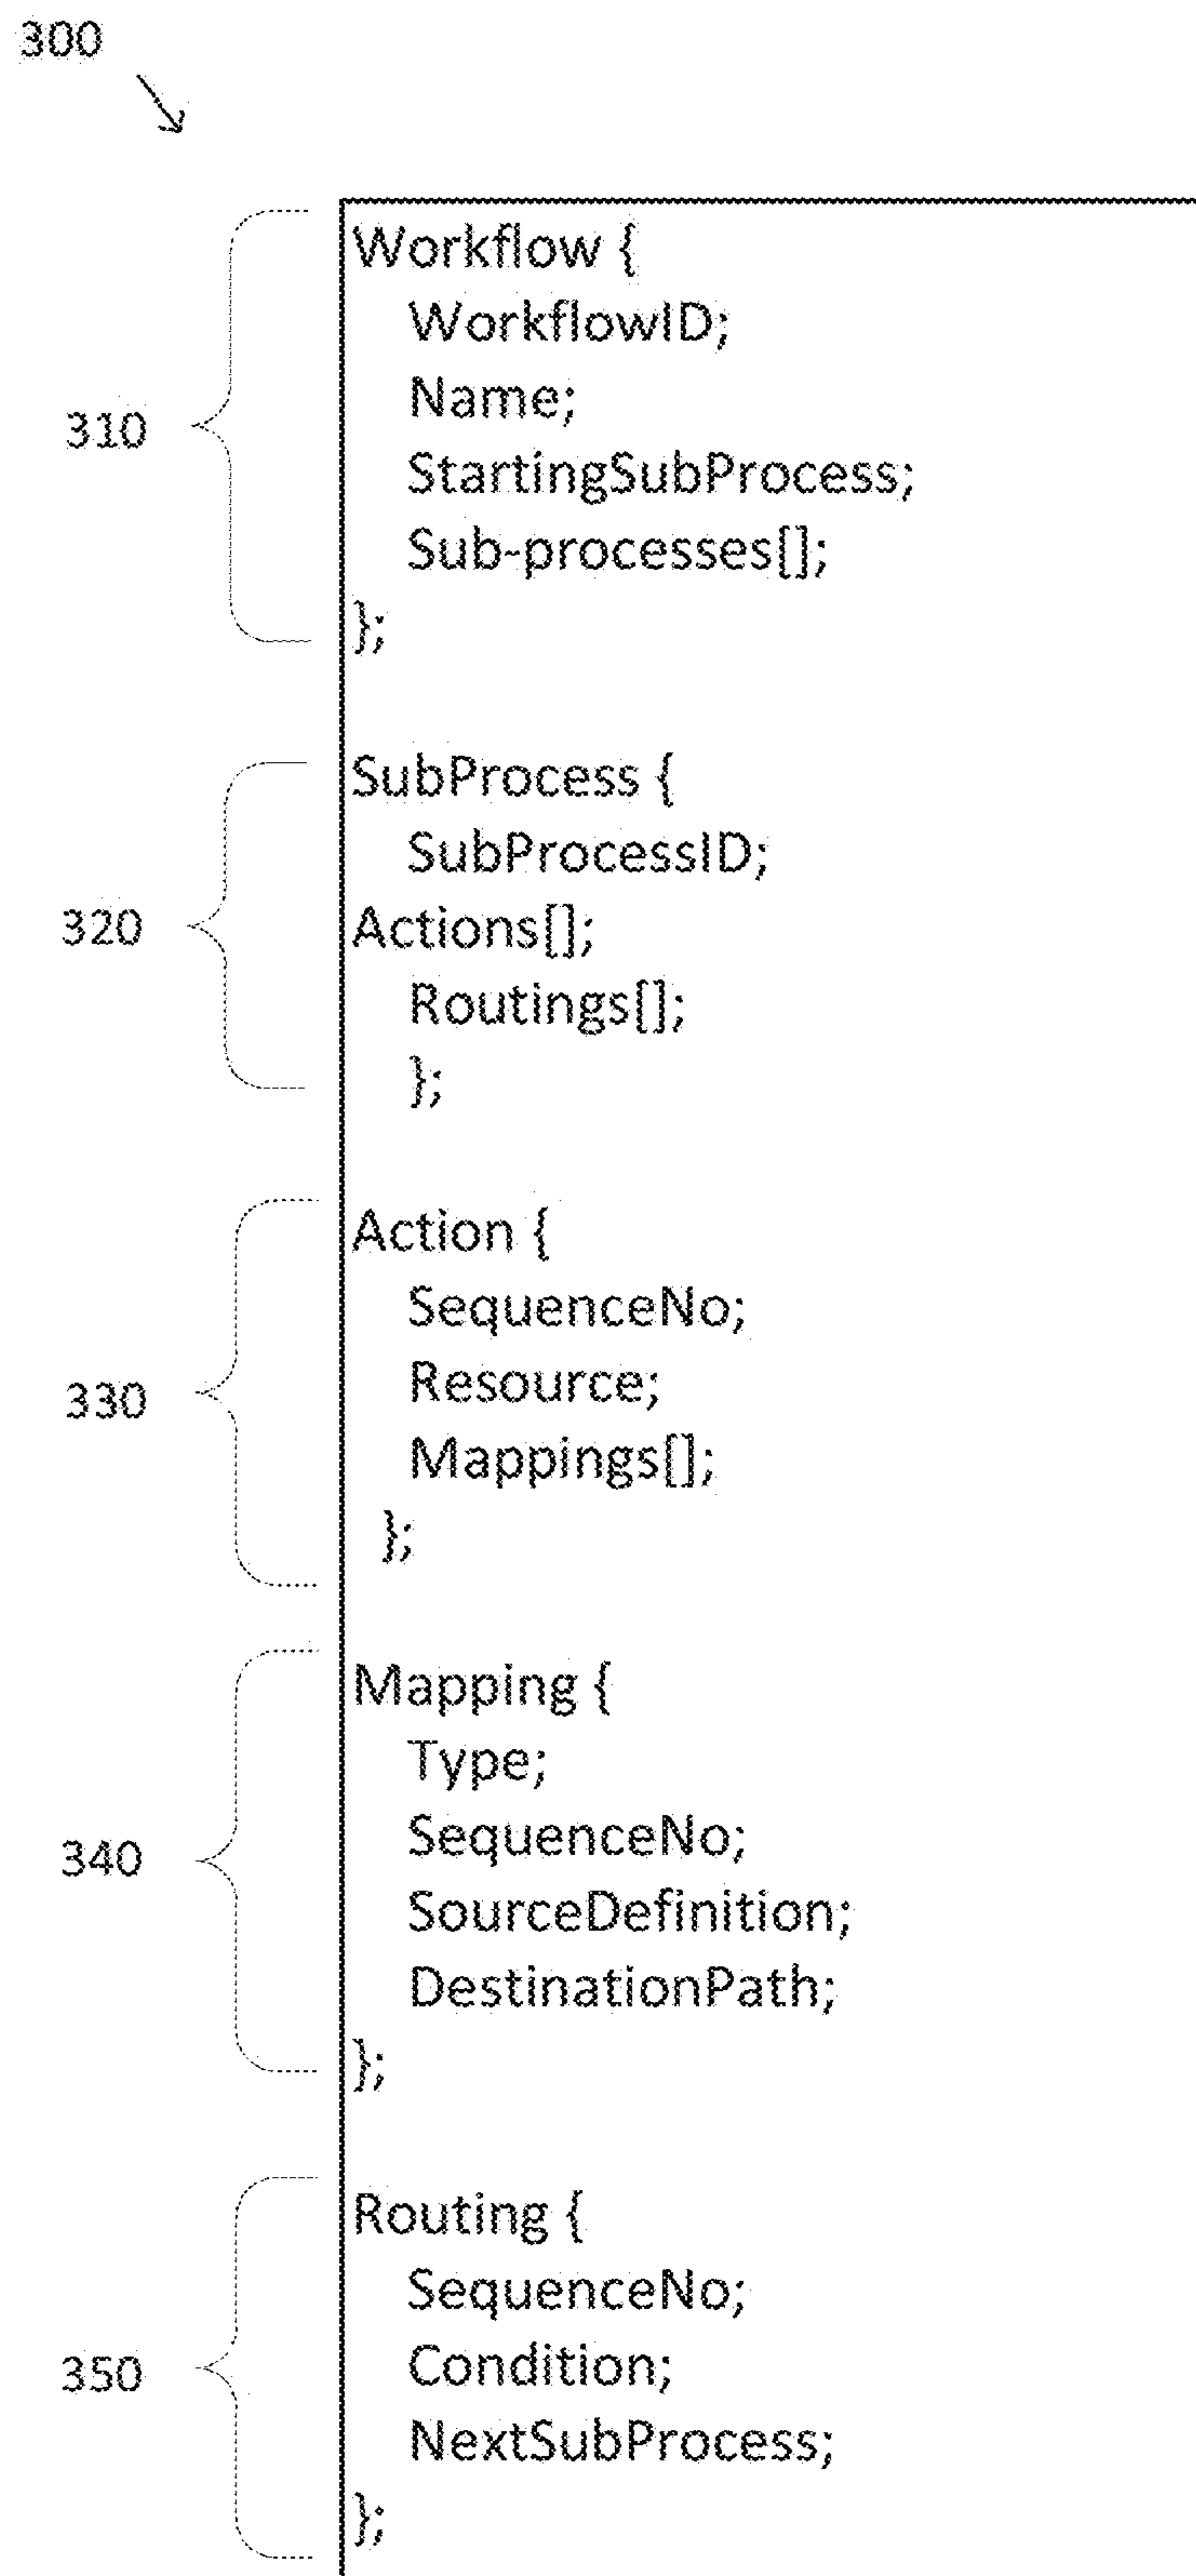 300
Workflow {
WorkflowID;
Name;
310
StartingSubProcess;
Sub-processes[];
};
SubProcess {
SubProcessID;
320
Actions[];
Routings[];
};
Action {
SequenceNo;
Resource;
330
Mappings[];
};
Mapping {
Type;
SequenceNo;
340
SourceDefinition;
DestinationPath;
};
Routing {
SequenceNo;
Condition;
350
NextSubProcess;
};